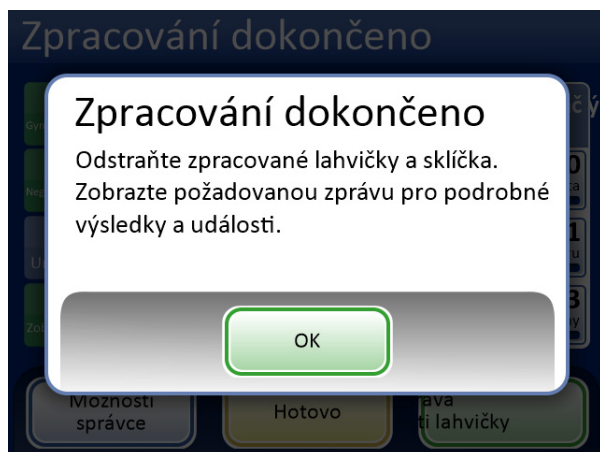 Zpracování dokončeno
Zpracování dokončeno
Odstraňte zpracované lahvičky a sklíčka.
Zobrazte požadovanou zprávu pro podrobné
výsledky a události.
OK
Možnosti
správce
Hotovo
lahvičky